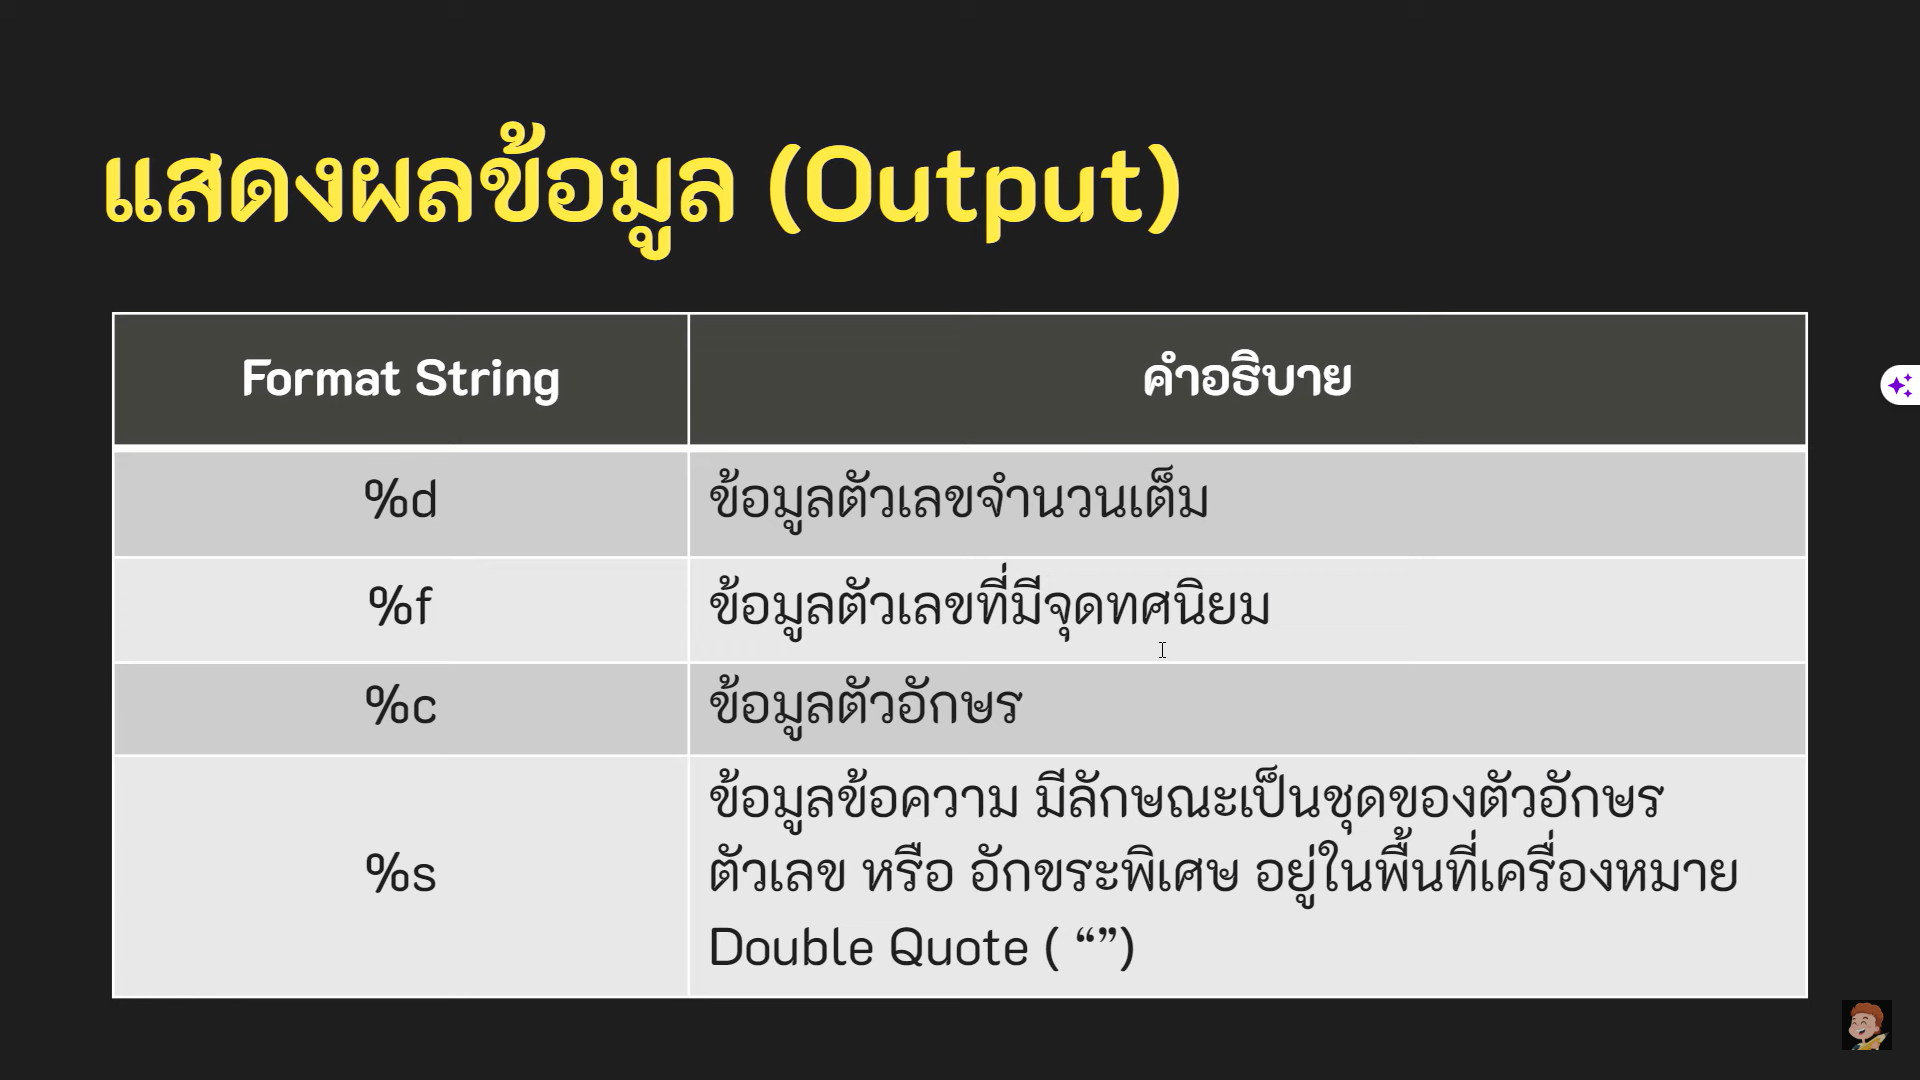 แสดงผลข้อมูล (Output)
Format String
คำอธิบาย
%d
ข้อมูลตัวเลขจำนวนเต็ม
%f
ข้อมูลตัวเลขที่มีจุดทศนิยม
%c
ข้อมูลตัวอักษร
%s
ข้อมูลข้อความ มีลักษณะเป็นชุดของตัวอักษร
ตัวเลข หรือ อักขระพิเศษ อยู่ในพื้นที่เครื่องหมาย
Double Quote ( “”)